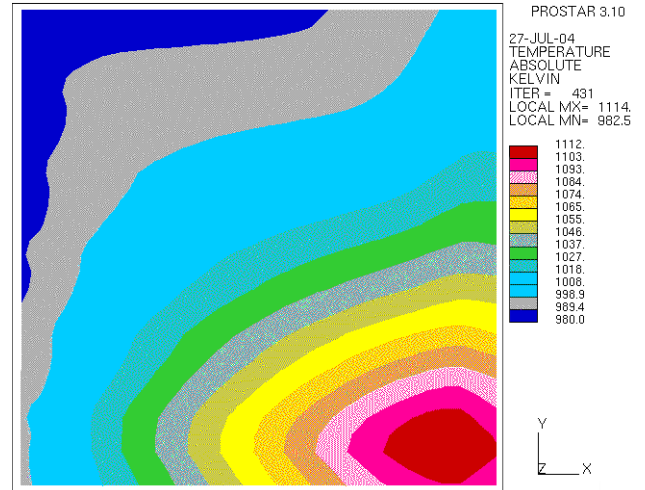 PROSTAR 3.10
27-JUL-04
TEMPERATURE
ABSOLUTE
KELVIN
ITER = 431
LOCAL MX= 1114.
LOCAL MN= 982.5
1112.
1103.
1093.
1084.
1074.
1065.
1055.
1046.
1037.
1027.
1018.
1008.
998.9
989.4
980.0
Y
Z X